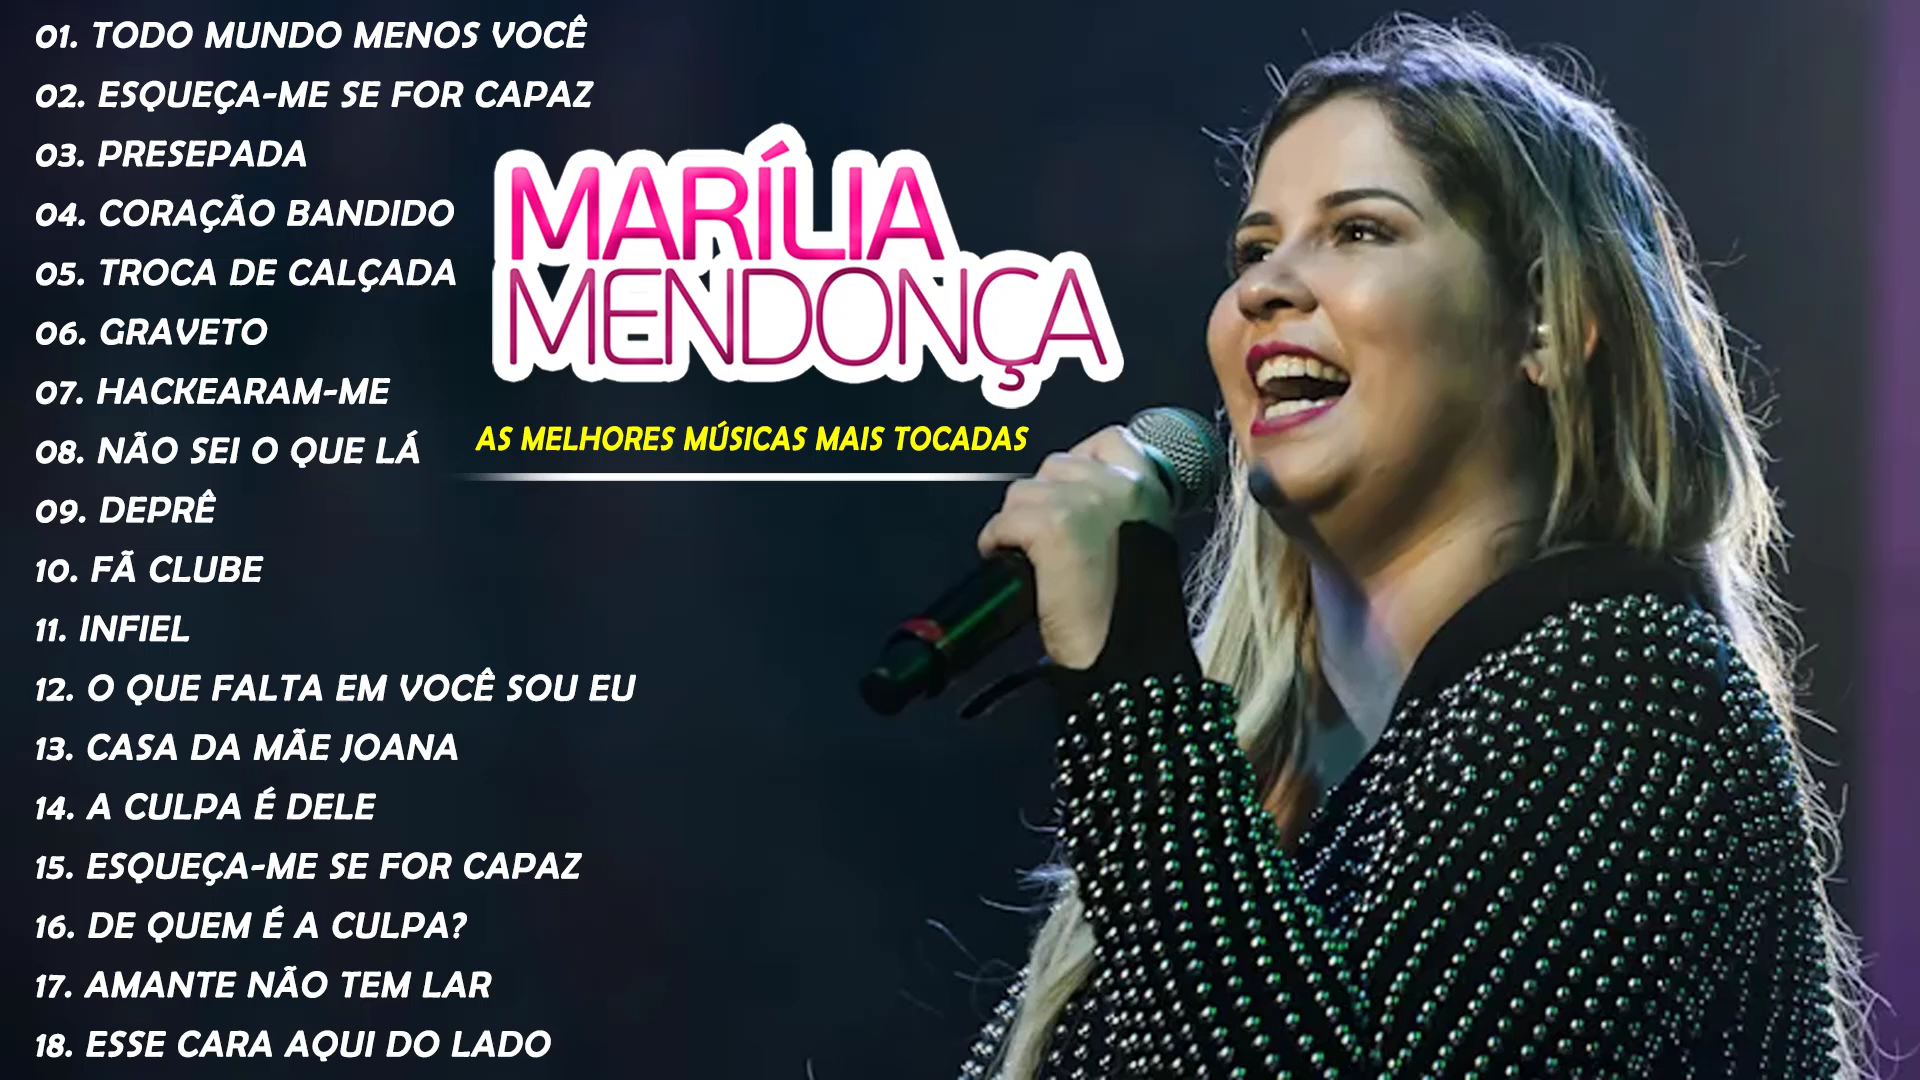 01. TODO MUNDO MENOS VOCÊ
02. ESQUEÇA-ME SE FOR CAPAZ
03. PRESEPADA
04. CORAÇÃO BANDIDO
05. TROCA DE CALÇADA
06. GRAVETO
07. HACKEARAM-ME
08. NÃO SEI O QUE LÁ
09. DEPRÊ
10. FÃ CLUBE
11. INFIEL
12. O QUE FALTA EM VOCÊ SOU EU
13. CASA DA MÃE JOANA
14. A CULPA É DELE
15. ESQUEÇA-ME SE FOR CAPAZ
16. DE QUEM É A CULPA?
17. AMANTE NÃO TEM LAR
18. ESSE CARA AQUI DO LADO
MARÍLIA
MENDONÇA
AS MELHORES MÚSICAS MAIS TOCADAS